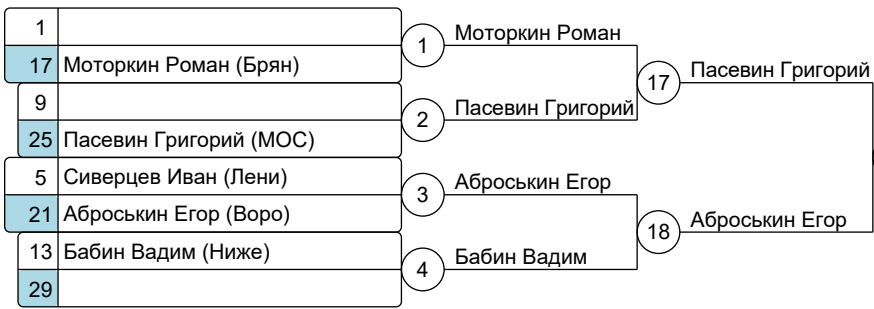 1
17 Моторкин Роман (Брян)
9
25 Пасевин Григорий (МОС)
5 Сиверцев Иван (Лени)
21 Аброськин Егор (Воро)
13 Бабин Вадим (Ниже)
29
1 Моторкин Роман
2 Пасевин Григорий
3 Аброськин Егор
4 Бабин Вадим
17 Пасевин Григорий
18 Аброськин Егор